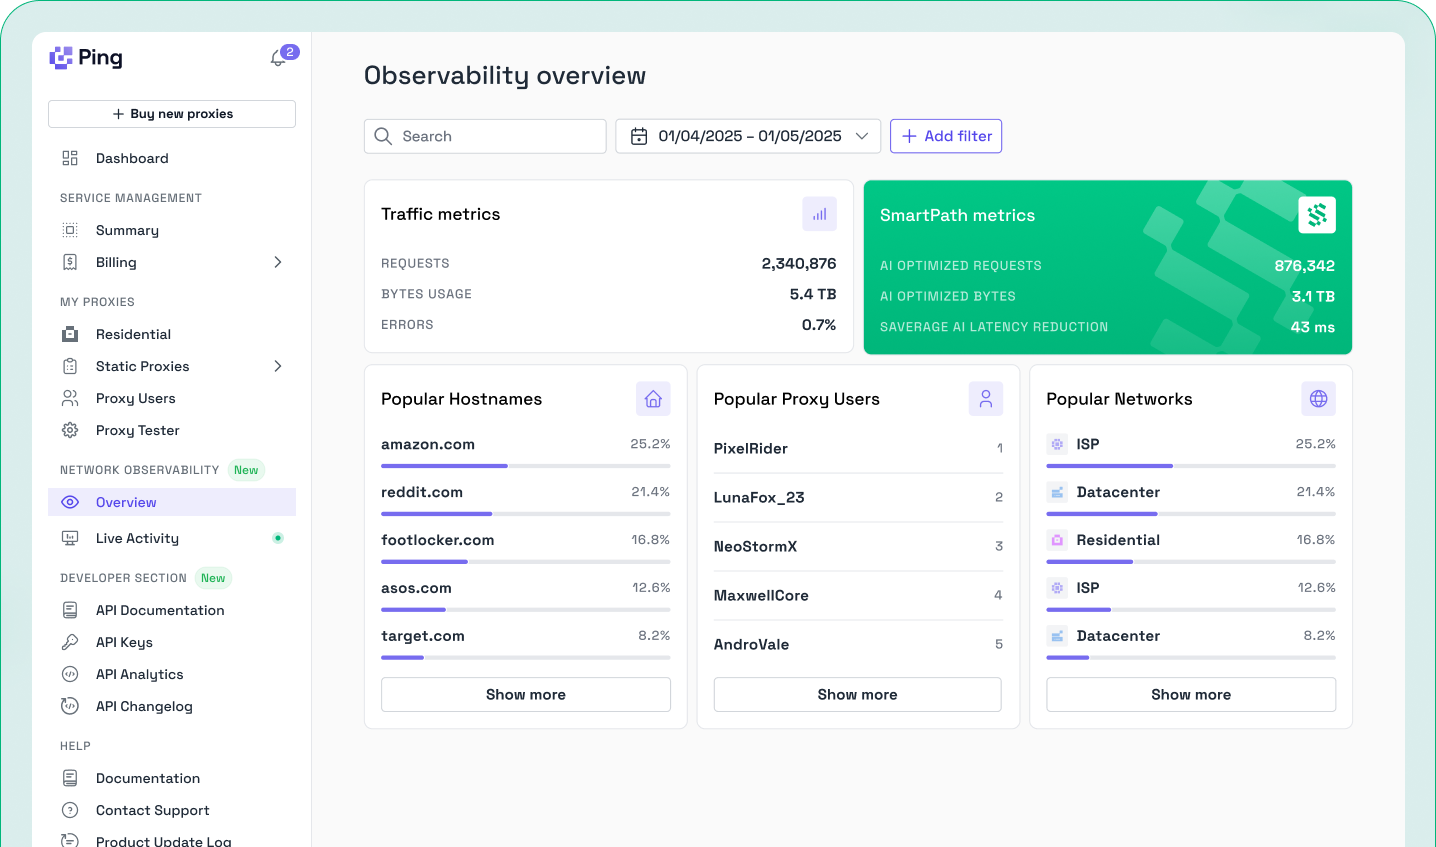 Ping
2
+ Buy new proxies
Dashboard
SERVICE MANAGEMENT
Summary
Billing
MY PROXIES
Residential
Static Proxies
Proxy Users
Proxy Tester
NETWORK OBSERVABILITY New
Overview
Live Activity
DEVELOPER SECTION New
API Documentation
API Keys
API Analytics
API Changelog
HELP
Documentation
Contact Support
Product Update Log
Observability overview
Search
01/04/2025 – 01/05/2025
+ Add filter
Traffic metrics
REQUESTS 2,340,876
BYTES USAGE 5.4 TB
ERRORS 0.7%
SmartPath metrics
AI OPTIMIZED REQUESTS 876,342
AI OPTIMIZED BYTES 3.1 TB
SAVERAGE AI LATENCY REDUCTION 43 ms
Popular Hostnames
amazon.com 25.2%
reddit.com 21.4%
footlocker.com 16.8%
asos.com 12.6%
target.com 8.2%
Show more
Popular Proxy Users
PixelRider 1
LunaFox_23 2
NeoStormX 3
MaxwellCore 4
AndroVale 5
Show more
Popular Networks
ISP 25.2%
Datacenter 21.4%
Residential 16.8%
ISP 12.6%
Datacenter 8.2%
Show more